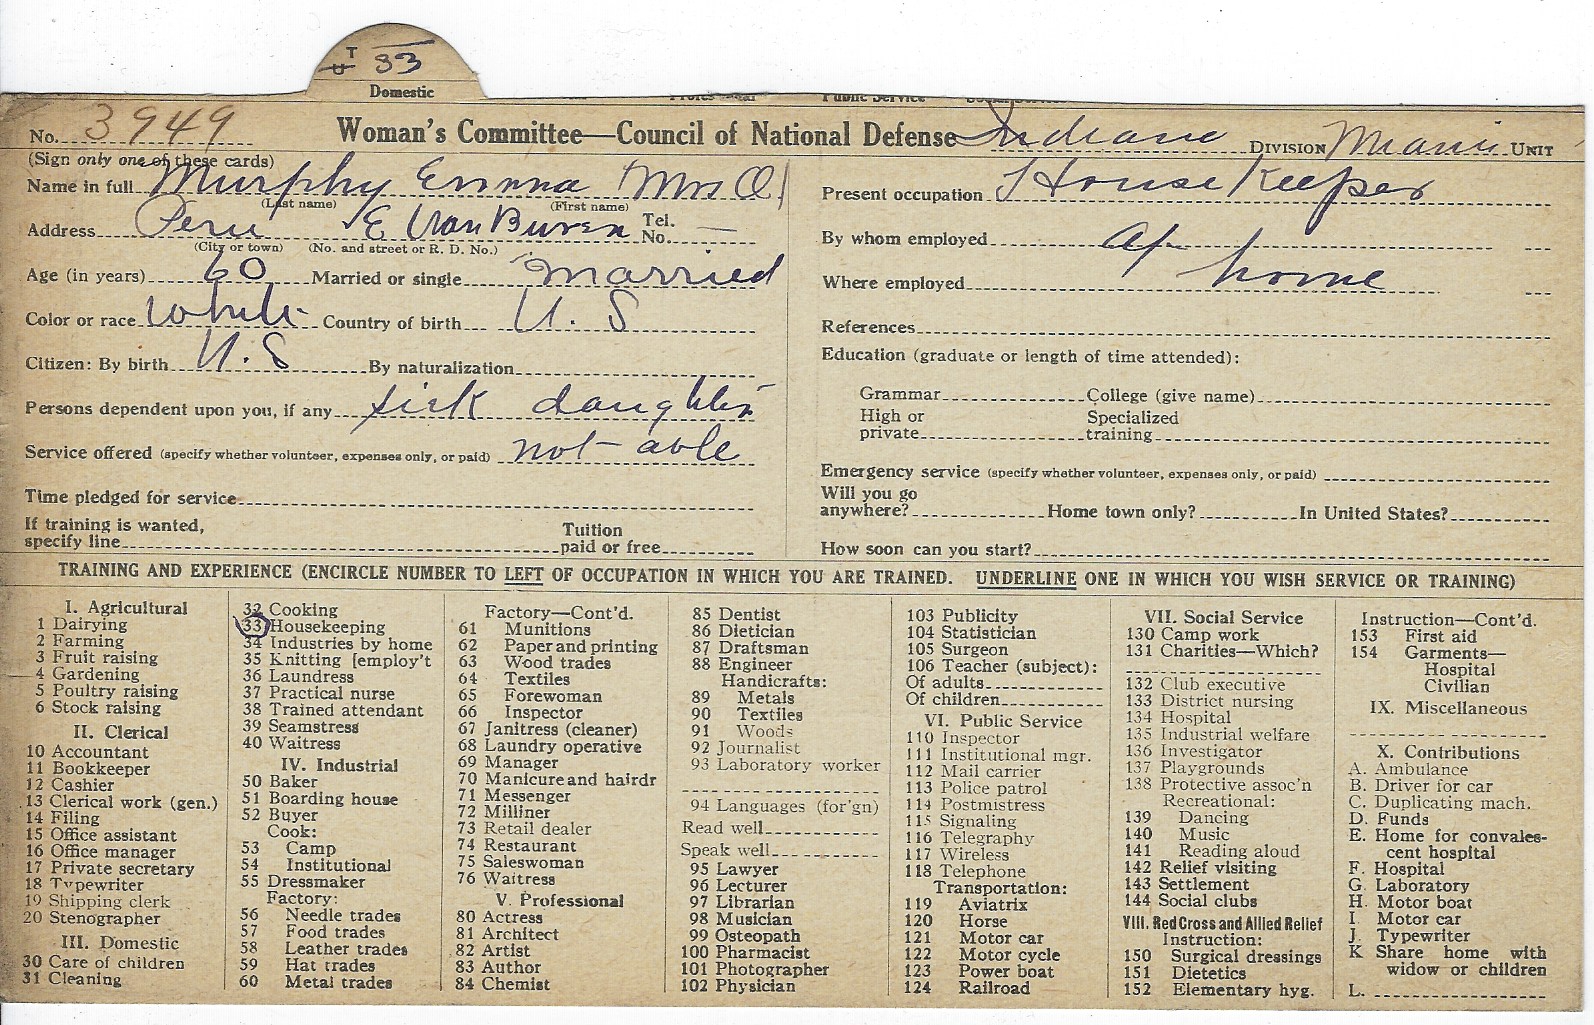 T 33
U
Domestic
No. 3949 Woman's Committee—Council of National Defense Indiana DIVISION Miami UNIT
(Sign only one of these cards)
Name in full Murphy Emma (Mrs O)
(Last name) (First name)
Address Peru E Van Buren Tel. No. —
(City or town) (No. and street or R. D. No.)
Age (in years) 60 Married or single Married
Color or race White Country of birth U. S
Citizen: By birth U. S By naturalization
Persons dependent upon you, if any sick daughter
Service offered (specify whether volunteer, expenses only, or paid) not able
Time pledged for service
If training is wanted,
specify line Tuition paid or free
Present occupation House Keeper
By whom employed At
Where employed home
References
Education (graduate or length of time attended):
Grammar College (give name)
High or private Specialized training
Emergency service (specify whether volunteer, expenses only, or paid)
Will you go
anywhere? Home town only? In United States?
How soon can you start?
TRAINING AND EXPERIENCE (ENCIRCLE NUMBER TO LEFT OF OCCUPATION IN WHICH YOU ARE TRAINED. UNDERLINE ONE IN WHICH YOU WISH SERVICE OR TRAINING)
I. Agricultural
1 Dairying
2 Farming
3 Fruit raising
4 Gardening
5 Poultry raising
6 Stock raising
II. Clerical
10 Accountant
11 Bookkeeper
12 Cashier
13 Clerical work (gen.)
14 Filing
15 Office assistant
16 Office manager
17 Private secretary
18 Typewriter
19 Shipping clerk
20 Stenographer
III. Domestic
30 Care of children
31 Cleaning
32 Cooking
33 Housekeeping
34 Industries by home
35 Knitting [employ't
36 Laundress
37 Practical nurse
38 Trained attendant
39 Seamstress
40 Waitress
IV. Industrial
50 Baker
51 Boarding house
52 Buyer
Cook:
53 Camp
54 Institutional
55 Dressmaker
Factory:
56 Needle trades
57 Food trades
58 Leather trades
59 Hat trades
60 Metal trades
Factory—Cont'd.
61 Munitions
62 Paper and printing
63 Wood trades
64 Textiles
65 Forewoman
66 Inspector
67 Janitress (cleaner)
68 Laundry operative
69 Manager
70 Manicure and hairdr
71 Messenger
72 Milliner
73 Retail dealer
74 Restaurant
75 Saleswoman
76 Waitress
V. Professional
80 Actress
81 Architect
82 Artist
83 Author
84 Chemist
85 Dentist
86 Dietician
87 Draftsman
88 Engineer
Handicrafts:
89 Metals
90 Textiles
91 Woods
92 Journalist
93 Laboratory worker
94 Languages (for'gn)
Read well
Speak well
95 Lawyer
96 Lecturer
97 Librarian
98 Musician
99 Osteopath
100 Pharmacist
101 Photographer
102 Physician
103 Publicity
104 Statistician
105 Surgeon
106 Teacher (subject):
Of adults
Of children
VI. Public Service
110 Inspector
111 Institutional mgr.
112 Mail carrier
113 Police patrol
114 Postmistress
115 Signaling
116 Telegraphy
117 Wireless
118 Telephone
Transportation:
119 Aviatrix
120 Horse
121 Motor car
122 Motor cycle
123 Power boat
124 Railroad
VII. Social Service
130 Camp work
131 Charities—Which?
132 Club executive
133 District nursing
134 Hospital
135 Industrial welfare
136 Investigator
137 Playgrounds
138 Protective assoc'n
Recreational:
139 Dancing
140 Music
141 Reading aloud
142 Relief visiting
143 Settlement
144 Social clubs
VIII. Red Cross and Allied Relief
Instruction:
150 Surgical dressings
151 Dietetics
152 Elementary hyg.
Instruction—Cont'd.
153 First aid
154 Garments—
Hospital
Civilian
IX. Miscellaneous
X. Contributions
A. Ambulance
B. Driver for car
C. Duplicating mach.
D. Funds
E. Home for convales-
cent hospital
F. Hospital
G. Laboratory
H. Motor boat
I. Motor car
J. Typewriter
K Share home with
widow or children
L.